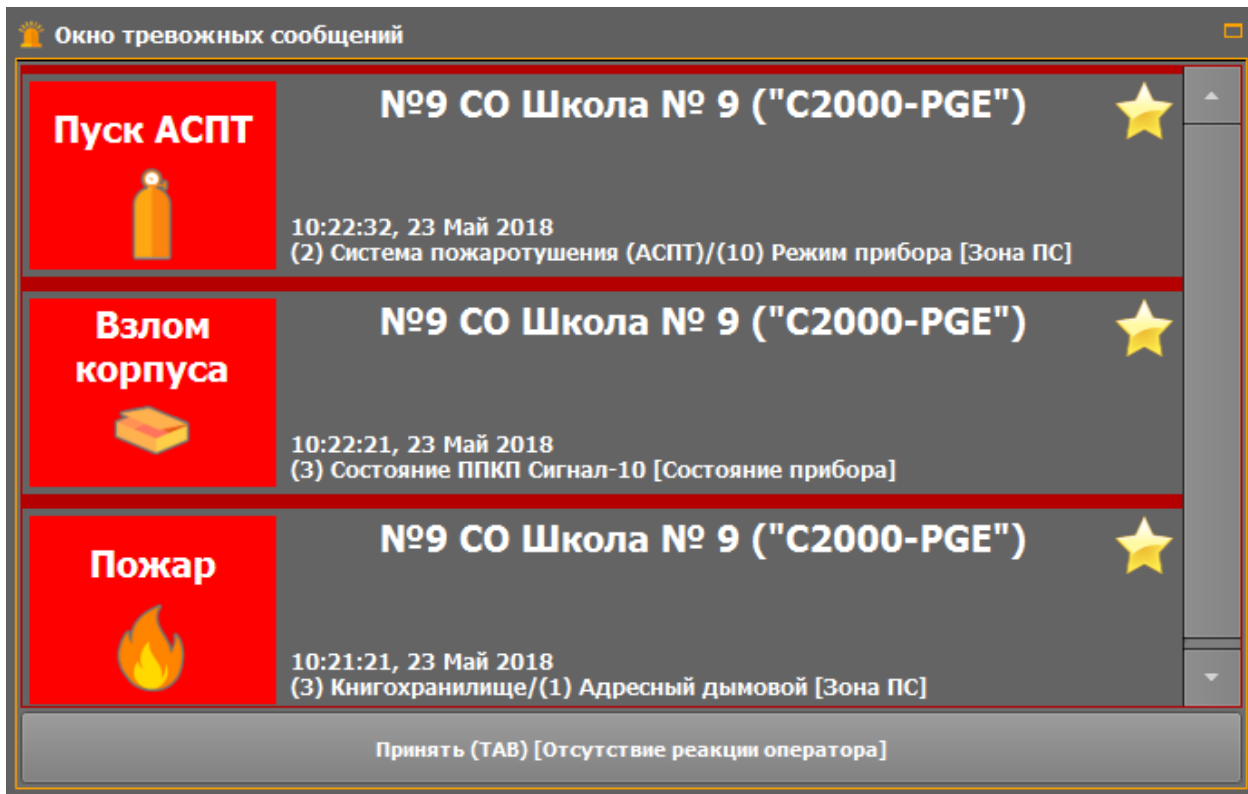 Окно тревожных сообщений
Пуск АСПТ
№9 СО Школа № 9 ("С2000-PGE")
10:22:32, 23 Май 2018
(2) Система пожаротушения (АСПТ)/(10) Режим прибора [Зона ПС]
Взлом
корпуса
№9 СО Школа № 9 ("С2000-PGE")
10:22:21, 23 Май 2018
(3) Состояние ППКП Сигнал-10 [Состояние прибора]
Пожар
№9 СО Школа № 9 ("С2000-PGE")
10:21:21, 23 Май 2018
(3) Книгохранилище/(1) Адресный дымовой [Зона ПС]
Принять (TAB) [Отсутствие реакции оператора]